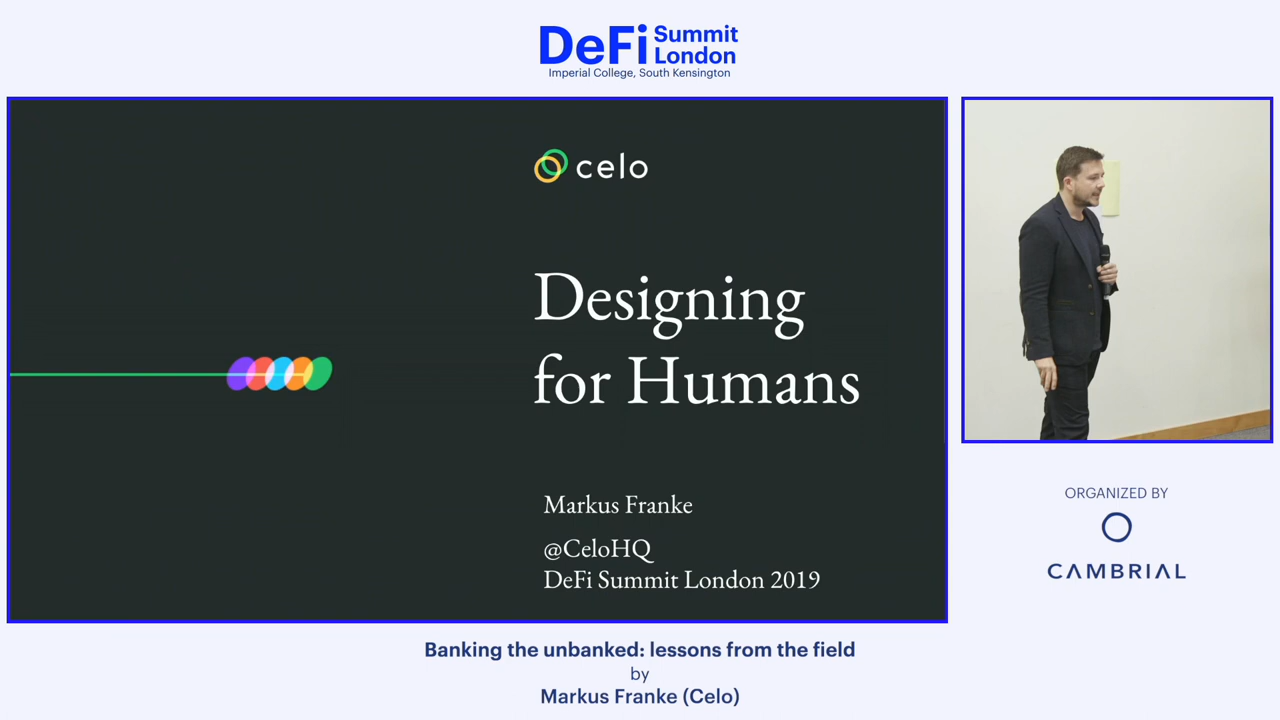 DeFi Summit London
Imperial College, South Kensington
celo
Designing
for Humans
Markus Franke
@CeloHQ
DeFi Summit London 2019
ORGANIZED BY
CAMBRIAL
Banking the unbanked: lessons from the field
by
Markus Franke (Celo)